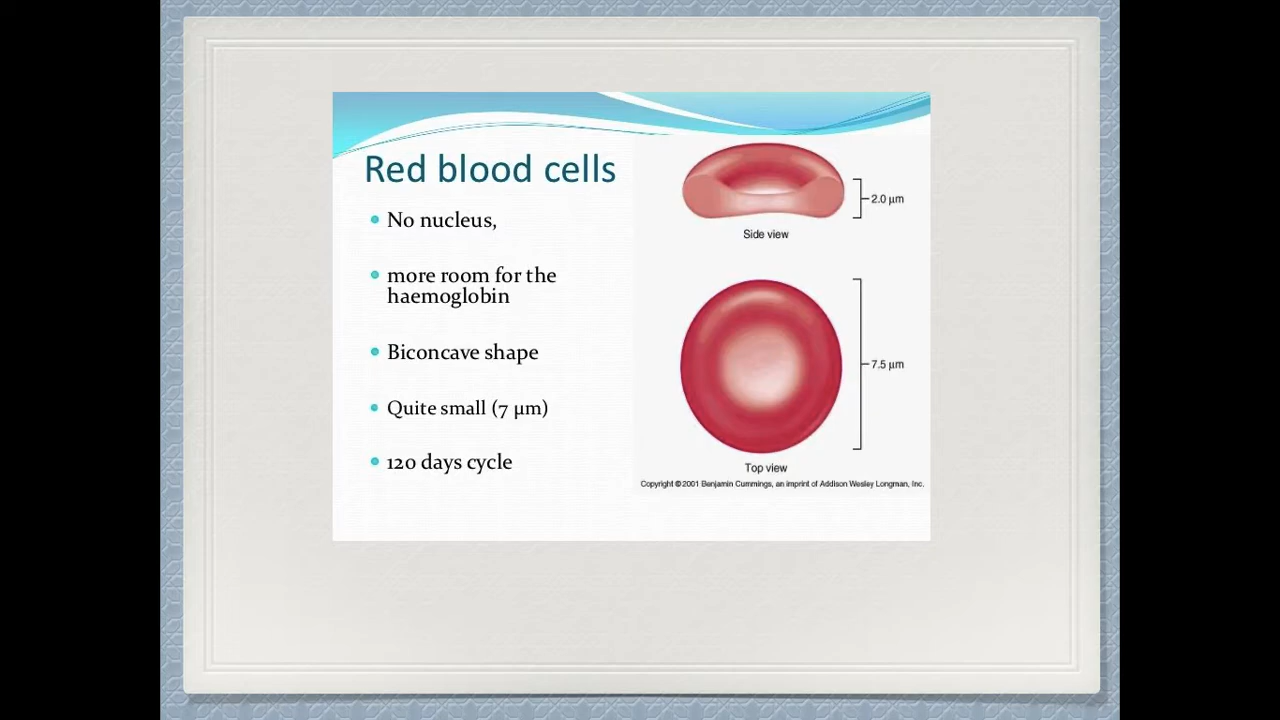 Red blood cells
No nucleus,
more room for the
haemoglobin
Biconcave shape
Quite small (7 µm)
120 days cycle
2.0 µm
Side view
7.5 µm
Top view
Copyright ©2001 Benjamin Cummings, an imprint of Addison Wesley Longman, Inc.